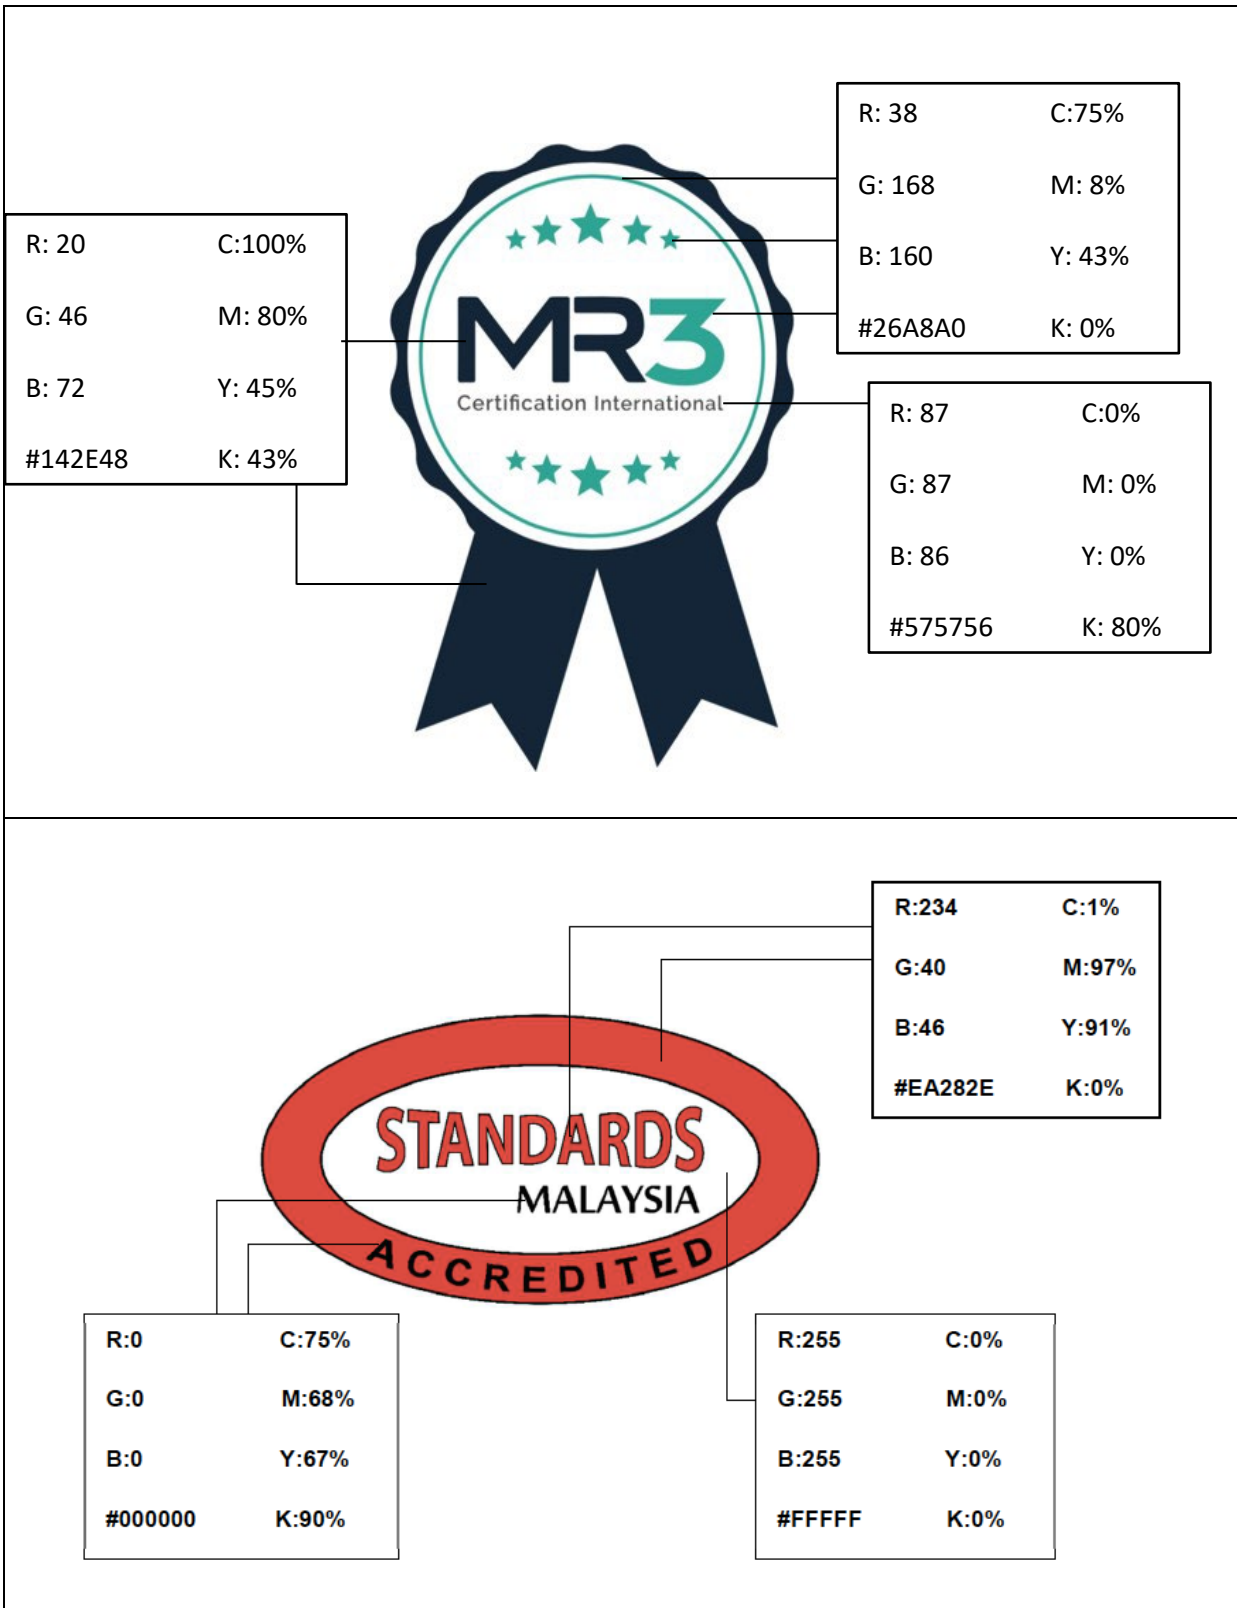 R: 38 C:75%
G: 168 M: 8%
B: 160 Y: 43%
#26A8A0 K: 0%
R: 20 C:100%
G: 46 M: 80%
B: 72 Y: 45%
#142E48 K: 43%
MR3
Certification International
R: 87 C:0%
G: 87 M: 0%
B: 86 Y: 0%
#575756 K: 80%
R:234 C:1%
G:40 M:97%
B:46 Y:91%
#EA282E K:0%
STANDARDS
MALAYSIA
ACCREDITED
R:0 C:75%
G:0 M:68%
B:0 Y:67%
#000000 K:90%
R:255 C:0%
G:255 M:0%
B:255 Y:0%
#FFFFF K:0%